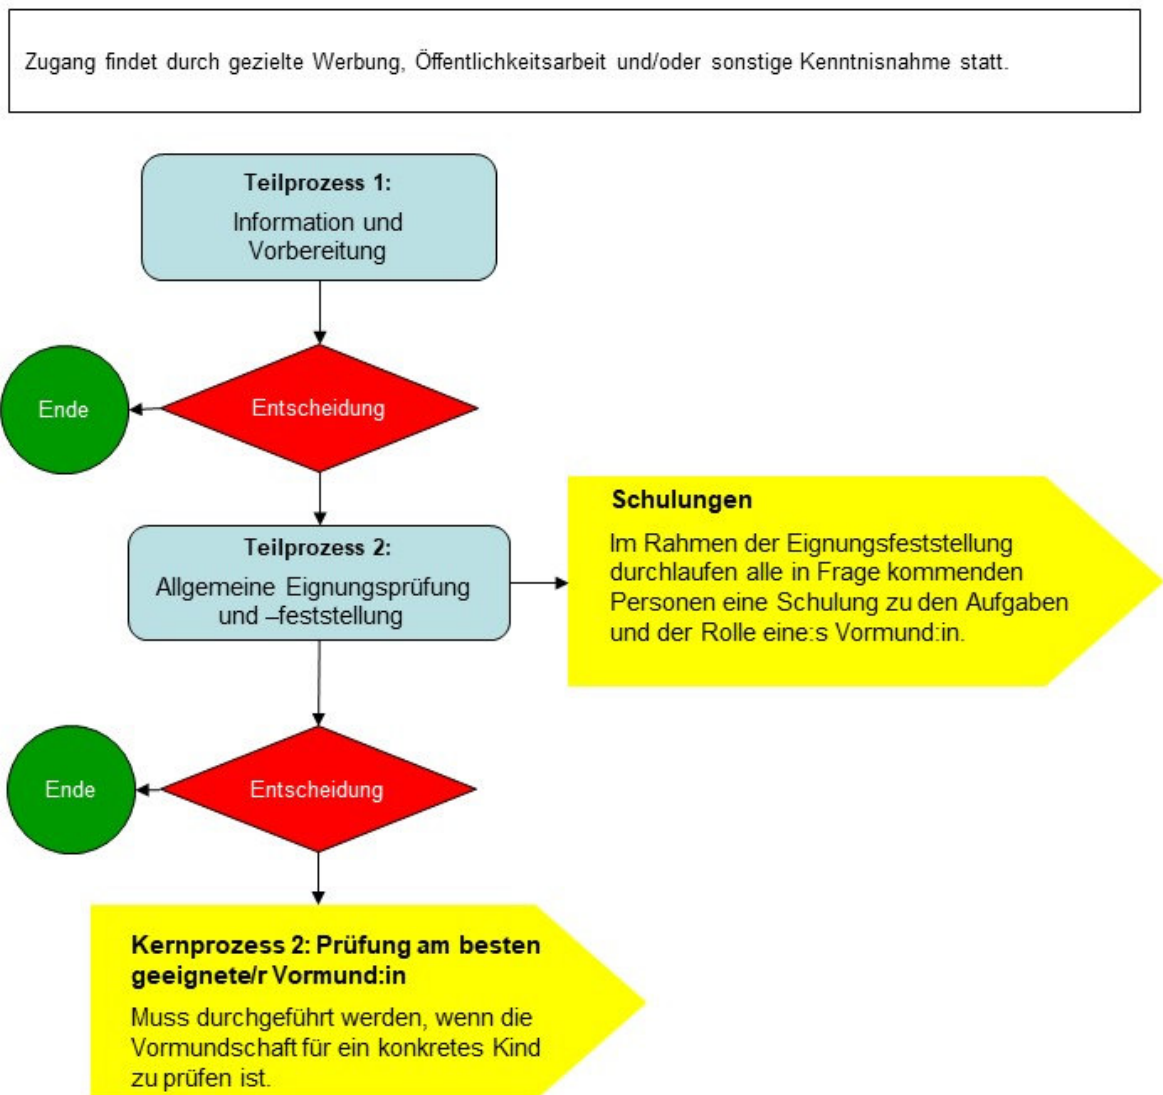 Zugang findet durch gezielte Werbung, Öffentlichkeitsarbeit und/oder sonstige Kenntnisnahme statt.
Teilprozess 1:
Information und
Vorbereitung
Ende
Entscheidung
Teilprozess 2:
Allgemeine Eignungsprüfung
und –feststellung
Schulungen
Im Rahmen der Eignungsfeststellung
durchlaufen alle in Frage kommenden
Personen eine Schulung zu den Aufgaben
und der Rolle eine:s Vormund:in.
Ende
Entscheidung
Kernprozess 2: Prüfung am besten
geeignete/r Vormund:in
Muss durchgeführt werden, wenn die
Vormundschaft für ein konkretes Kind
zu prüfen ist.